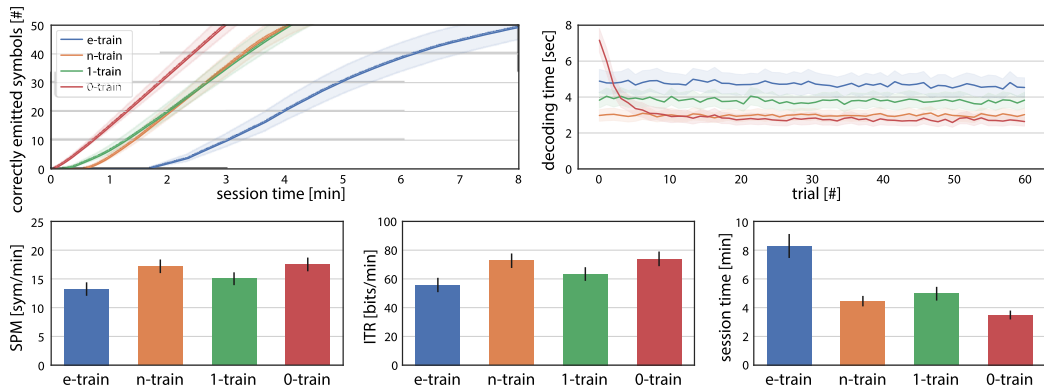 correctly emitted symbols [#]
50
40
30
20
10
0
e-train
n-train
1-train
0-train
0 1 2 3 4 5 6 7 8
session time [min]
decoding time [sec]
8
6
4
2
0
0 10 20 30 40 50 60
trial [#]
SPM [sym/min]
25
20
15
10
5
0
e-train n-train 1-train 0-train
ITR [bits/min]
100
80
60
40
20
0
e-train n-train 1-train 0-train
session time [min]
10
8
6
4
2
0
e-train n-train 1-train 0-train